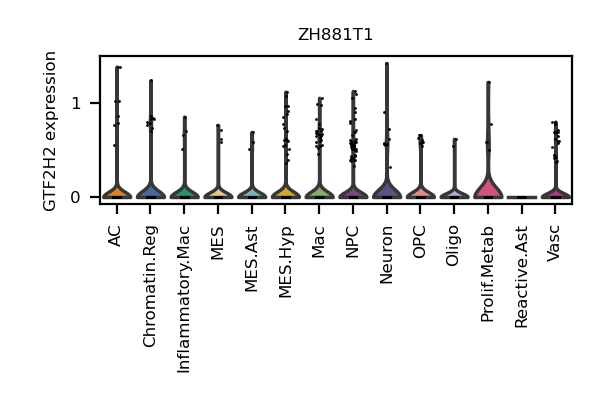 ZH881T1
GTF2H2 expression
1
0
AC
Chromatin.Reg
Inflammatory.Mac
MES
MES.Ast
MES.Hyp
Mac
NPC
Neuron
OPC
Oligo
Prolif.Metab
Reactive.Ast
Vasc